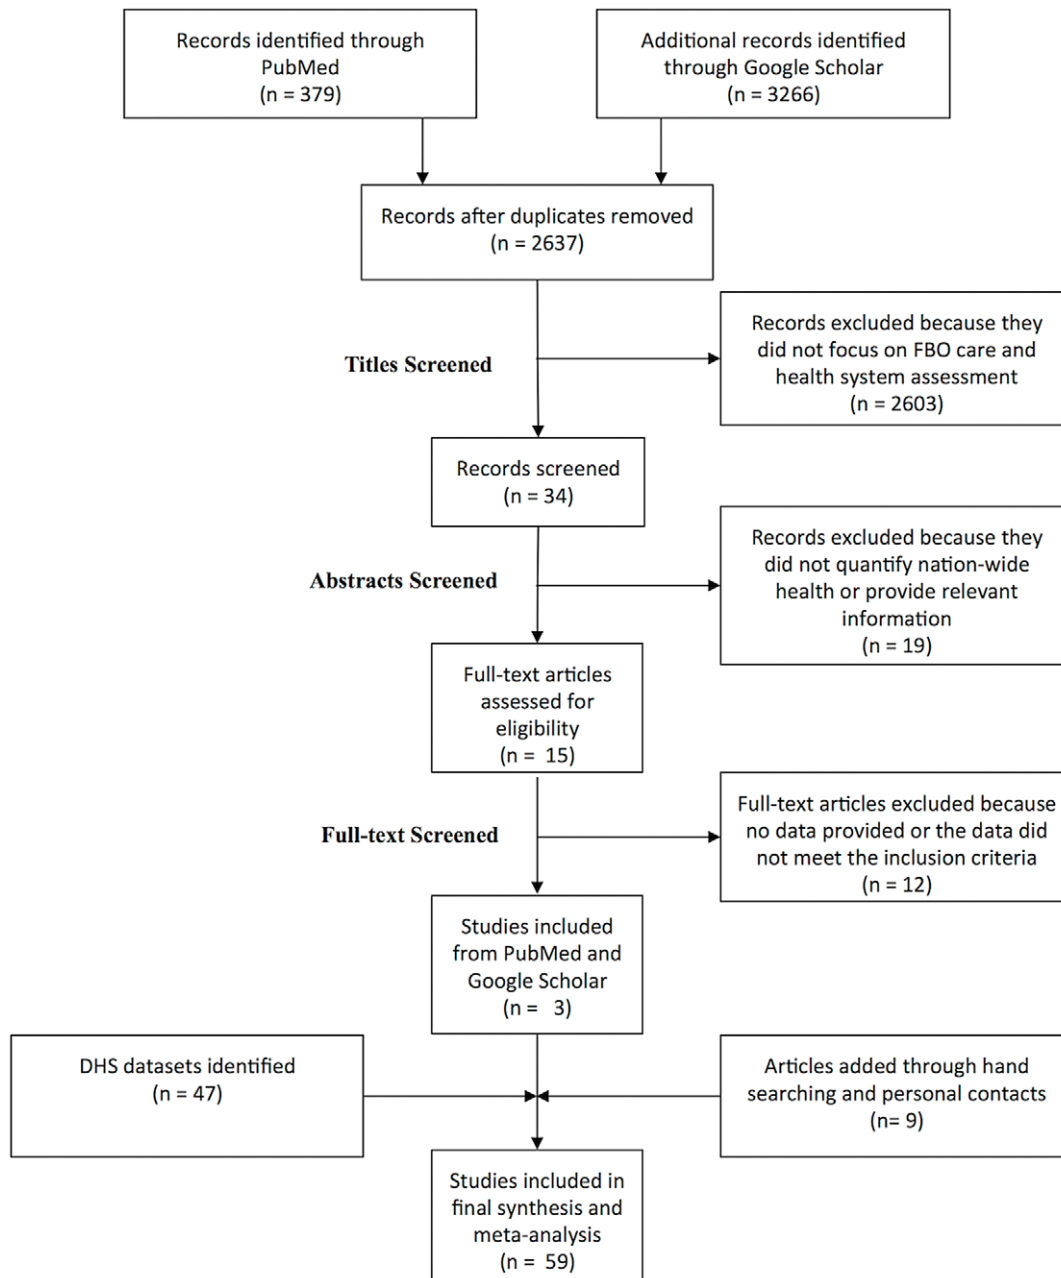 Records identified through
PubMed
(n = 379)
Additional records identified
through Google Scholar
(n = 3266)
Records after duplicates removed
(n = 2637)
Records excluded because they
did not focus on FBO care and
health system assessment
(n = 2603)
Titles Screened
Records screened
(n = 34)
Records excluded because they
did not quantify nation-wide
health or provide relevant
information
(n = 19)
Abstracts Screened
Full-text articles
assessed for
eligibility
(n = 15)
Full-text articles excluded because
no data provided or the data did
not meet the inclusion criteria
(n = 12)
Full-text Screened
Studies included
from PubMed and
Google Scholar
(n = 3)
DHS datasets identified
(n = 47)
Articles added through hand
searching and personal contacts
(n= 9)
Studies included in
final synthesis and
meta-analysis
(n = 59)